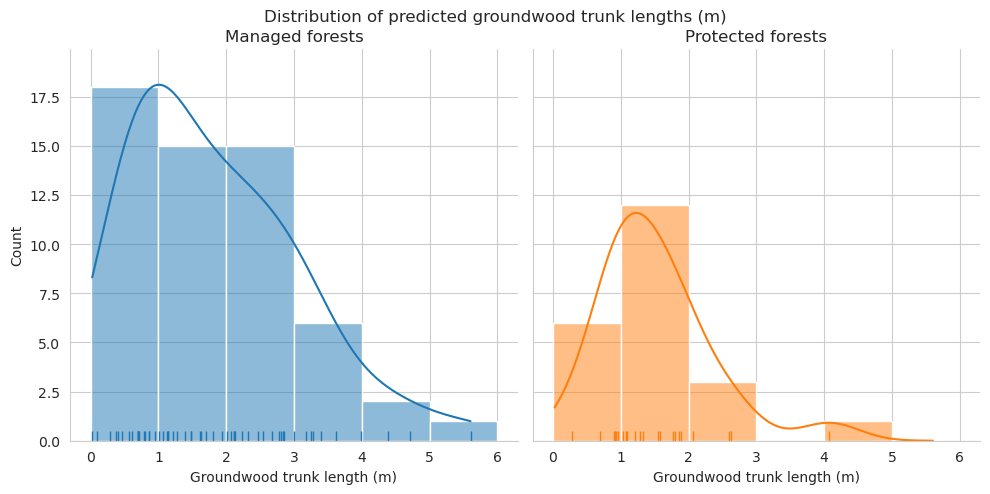 Distribution of predicted groundwood trunk lengths (m)
Managed forests
Protected forests
17.5
15.0
12.5
10.0
7.5
5.0
2.5
0.0
Count
0 1 2 3 4 5 6
0 1 2 3 4 5 6
Groundwood trunk length (m)
Groundwood trunk length (m)